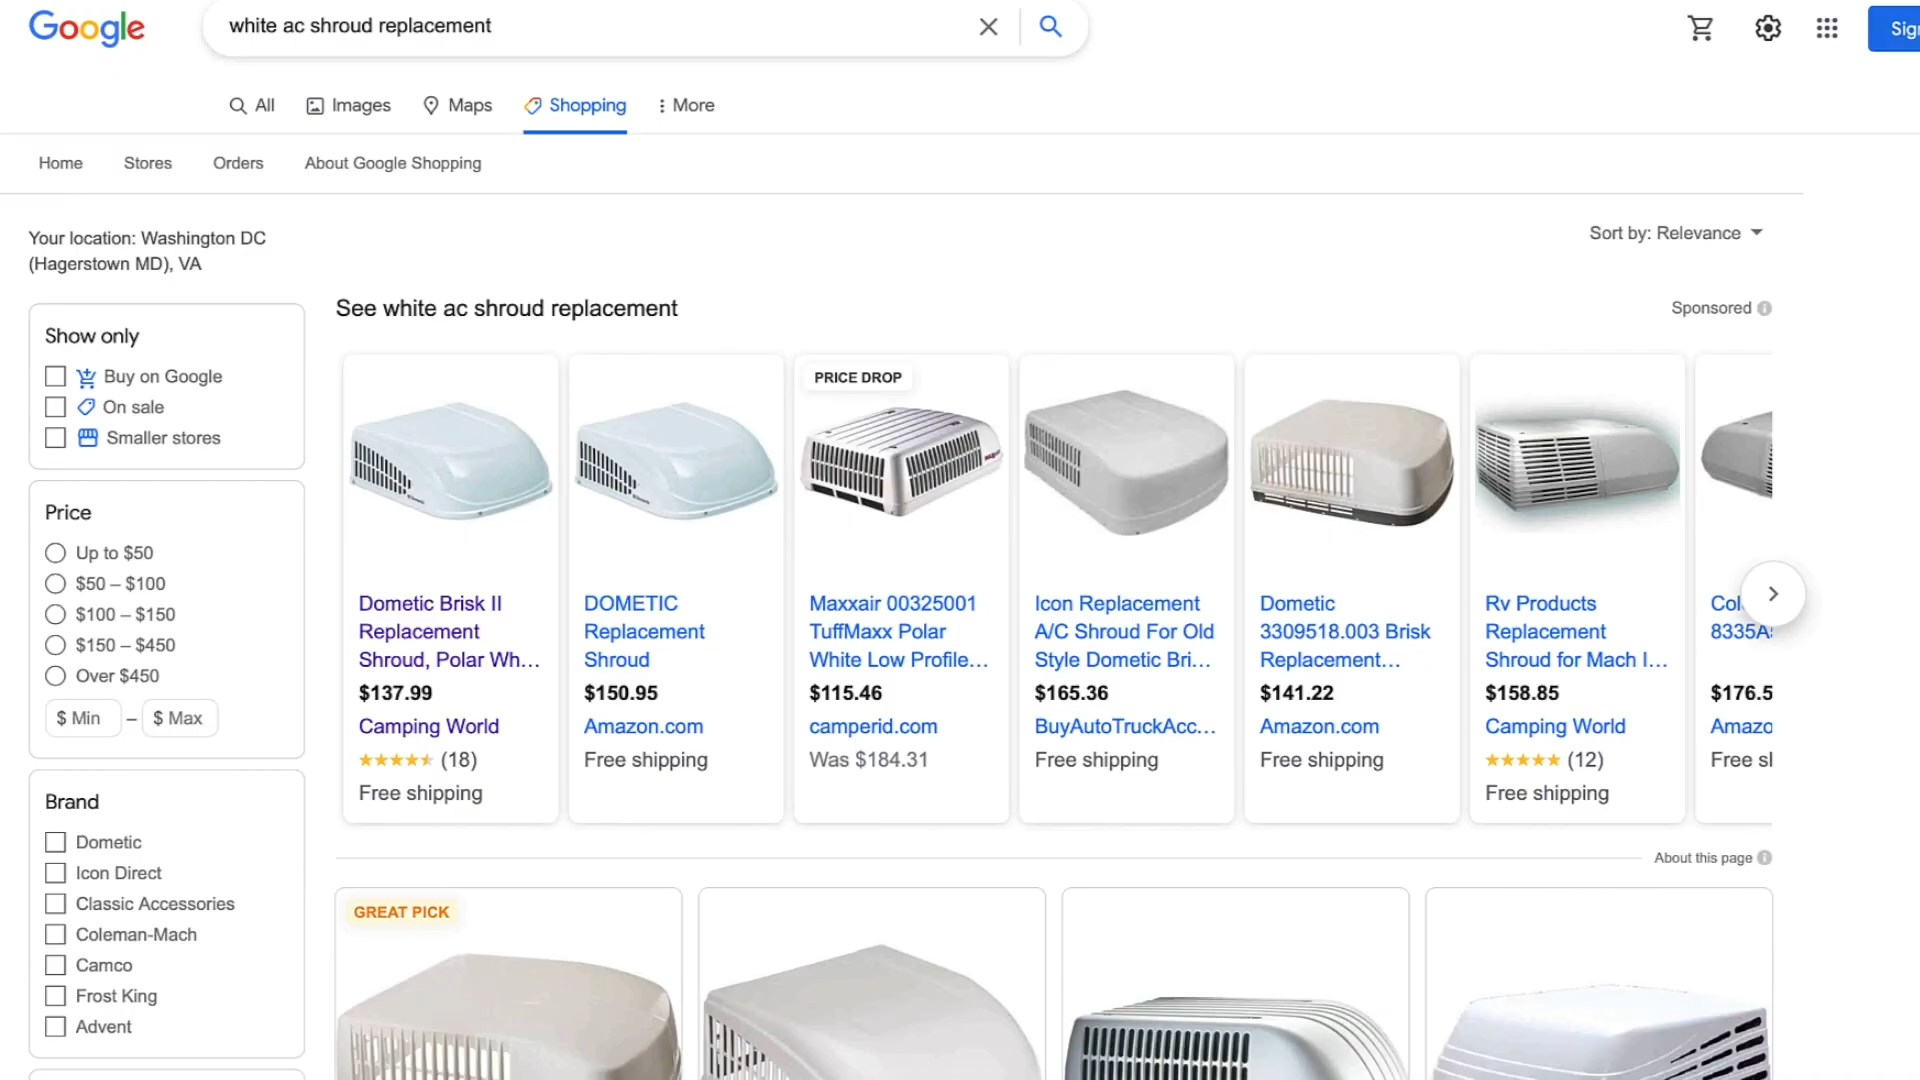 Google
white ac shroud replacement
All
Images
Maps
Shopping
More
Home
Stores
Orders
About Google Shopping
Your location: Washington DC
(Hagerstown MD), VA
Sort by: Relevance
Show only
Buy on Google
On sale
Smaller stores
Price
Up to $50
$50 – $100
$100 – $150
$150 – $450
Over $450
$ Min – $ Max
Brand
Dometic
Icon Direct
Classic Accessories
Coleman-Mach
Camco
Frost King
Advent
See white ac shroud replacement
Sponsored
Dometic Brisk II
Replacement
Shroud, Polar Wh...
$137.99
Camping World
(18)
Free shipping
DOMETIC
Replacement
Shroud
$150.95
Amazon.com
Free shipping
PRICE DROP
Maxxair 00325001
TuffMaxx Polar
White Low Profile...
$115.46
camperid.com
Was $184.31
Icon Replacement
A/C Shroud For Old
Style Dometic Bri...
$165.36
BuyAutoTruckAcc...
Free shipping
Dometic
3309518.003 Brisk
Replacement...
$141.22
Amazon.com
Free shipping
Rv Products
Replacement
Shroud for Mach I...
$158.85
Camping World
(12)
Free shipping
$176.5
About this page
GREAT PICK